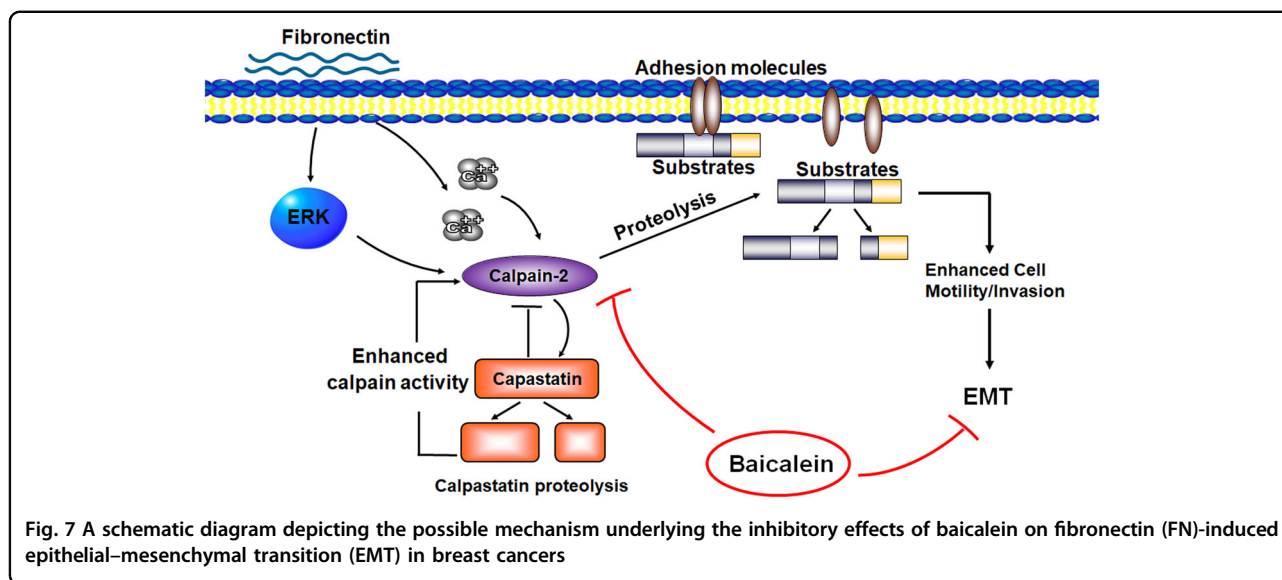 Fibronectin
Adhesion molecules
Substrates
Substrates
Ca++
Ca++
ERK
Proteolysis
Calpain-2
Enhanced Cell
Motility/Invasion
Enhanced
calpain activity
Capastatin
EMT
Baicalein
Calpastatin proteolysis
Fig. 7 A schematic diagram depicting the possible mechanism underlying the inhibitory effects of baicalein on fibronectin (FN)-induced
epithelial–mesenchymal transition (EMT) in breast cancers